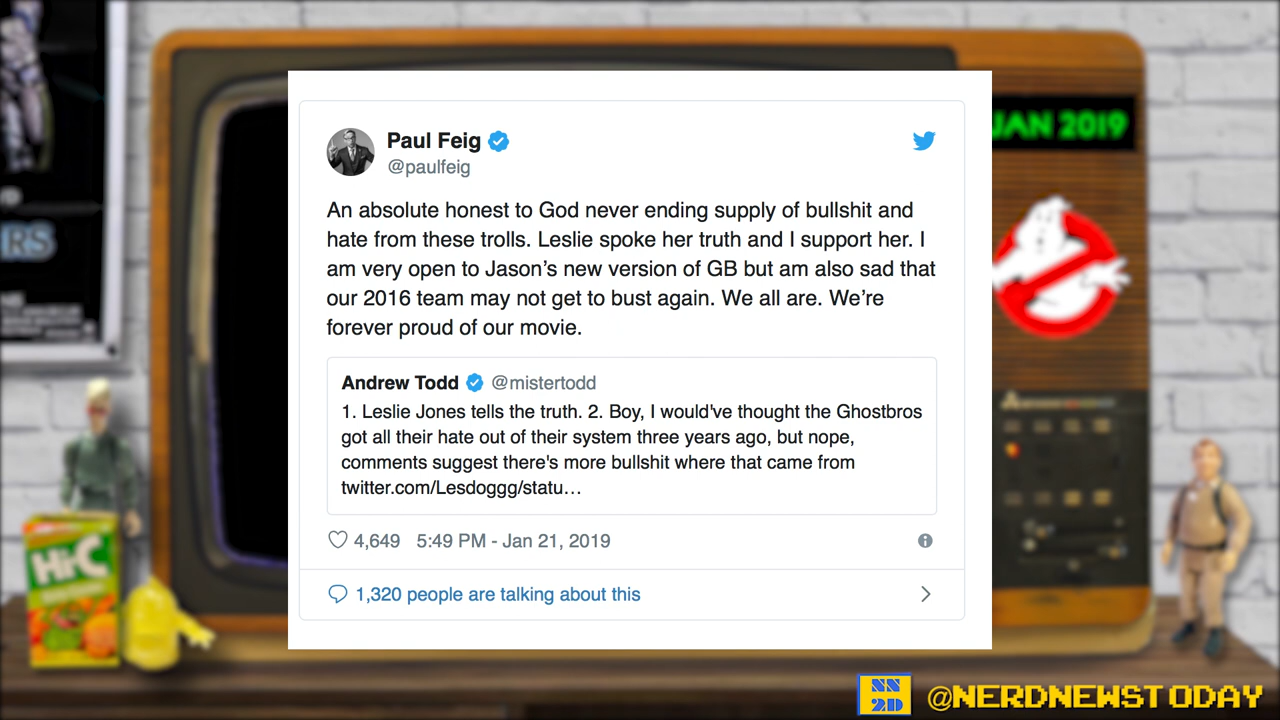 JAN 2019
Paul Feig
@paulfeig
An absolute honest to God never ending supply of bullshit and
hate from these trolls. Leslie spoke her truth and I support her. I
am very open to Jason’s new version of GB but am also sad that
our 2016 team may not get to bust again. We all are. We’re
forever proud of our movie.
Andrew Todd @mistertodd
1. Leslie Jones tells the truth. 2. Boy, I would've thought the Ghostbros
got all their hate out of their system three years ago, but nope,
comments suggest there's more bullshit where that came from
twitter.com/Lesdoggg/statu…
4,649 5:49 PM - Jan 21, 2019
1,320 people are talking about this
RS
Hi-C
NN
2D
@NERDNEWSTODAY